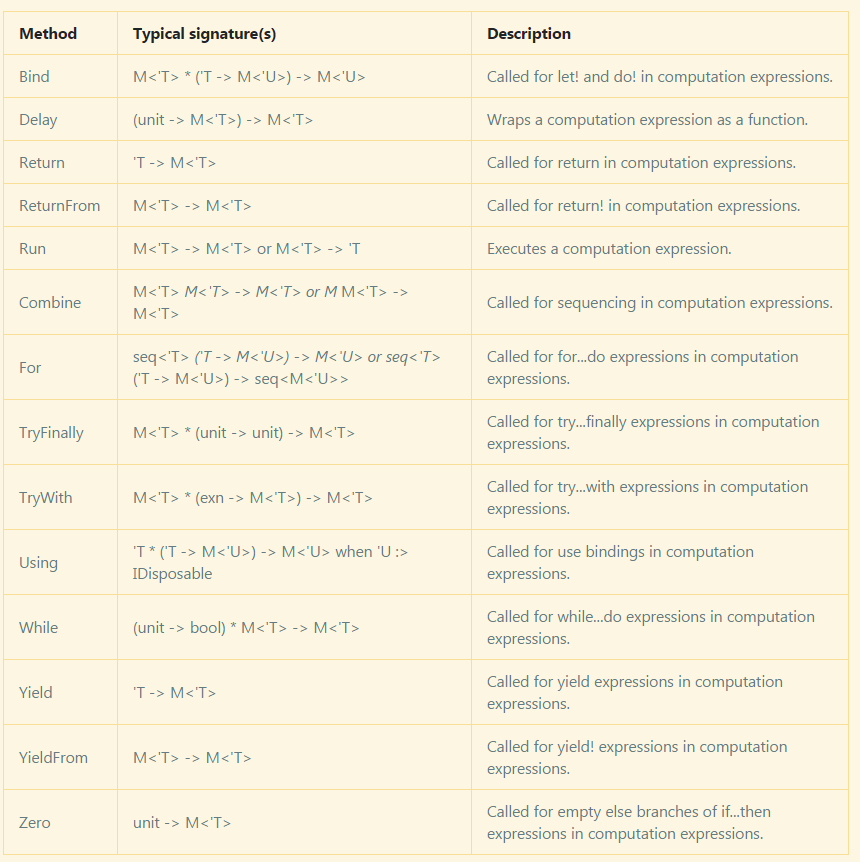 Method Typical signature(s) Description
Bind M<'T> * ('T -> M<'U>) -> M<'U> Called for let! and do! in computation expressions.
Delay (unit -> M<'T>) -> M<'T> Wraps a computation expression as a function.
Return 'T -> M<'T> Called for return in computation expressions.
ReturnFrom M<'T> -> M<'T> Called for return! in computation expressions.
Run M<'T> -> M<'T> or M<'T> -> 'T Executes a computation expression.
Combine M<'T> M<'T> -> M<'T> or M M<'T> ->
M<'T> Called for sequencing in computation expressions.
For seq<'T> ('T -> M<'U>) -> M<'U> or seq<'T>
('T -> M<'U>) -> seq<M<'U>> Called for for...do expressions in computation
expressions.
TryFinally M<'T> * (unit -> unit) -> M<'T> Called for try...finally expressions in computation
expressions.
TryWith M<'T> * (exn -> M<'T>) -> M<'T> Called for try...with expressions in computation
expressions.
Using 'T * ('T -> M<'U>) -> M<'U> when 'U :>
IDisposable Called for use bindings in computation
expressions.
While (unit -> bool) * M<'T> -> M<'T> Called for while...do expressions in computation
expressions.
Yield 'T -> M<'T> Called for yield expressions in computation
expressions.
YieldFrom M<'T> -> M<'T> Called for yield! expressions in computation
expressions.
Zero unit -> M<'T> Called for empty else branches of if...then
expressions in computation expressions.